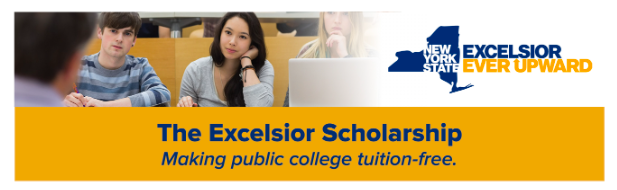 NEW
YORK
STATE
EXCELSIOR
EVER UPWARD
The Excelsior Scholarship
Making public college tuition-free.